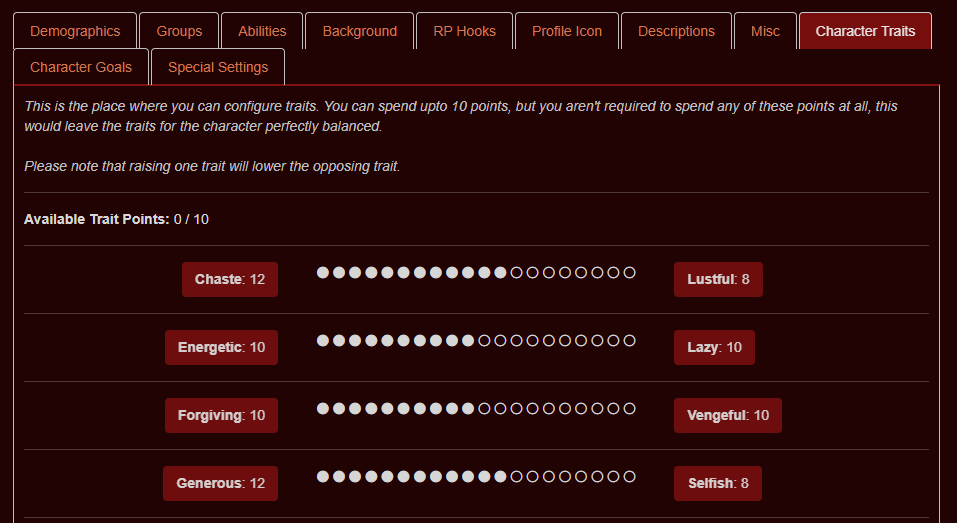 Demographics Groups Abilities Background RP Hooks Profile Icon Descriptions Misc Character Traits
Character Goals Special Settings
This is the place where you can configure traits. You can spend upto 10 points, but you aren't required to spend any of these points at all, this
would leave the traits for the character perfectly balanced.
Please note that raising one trait will lower the opposing trait.
Available Trait Points: 0 / 10
Chaste: 12 Lustful: 8
Energetic: 10 Lazy: 10
Forgiving: 10 Vengeful: 10
Generous: 12 Selfish: 8